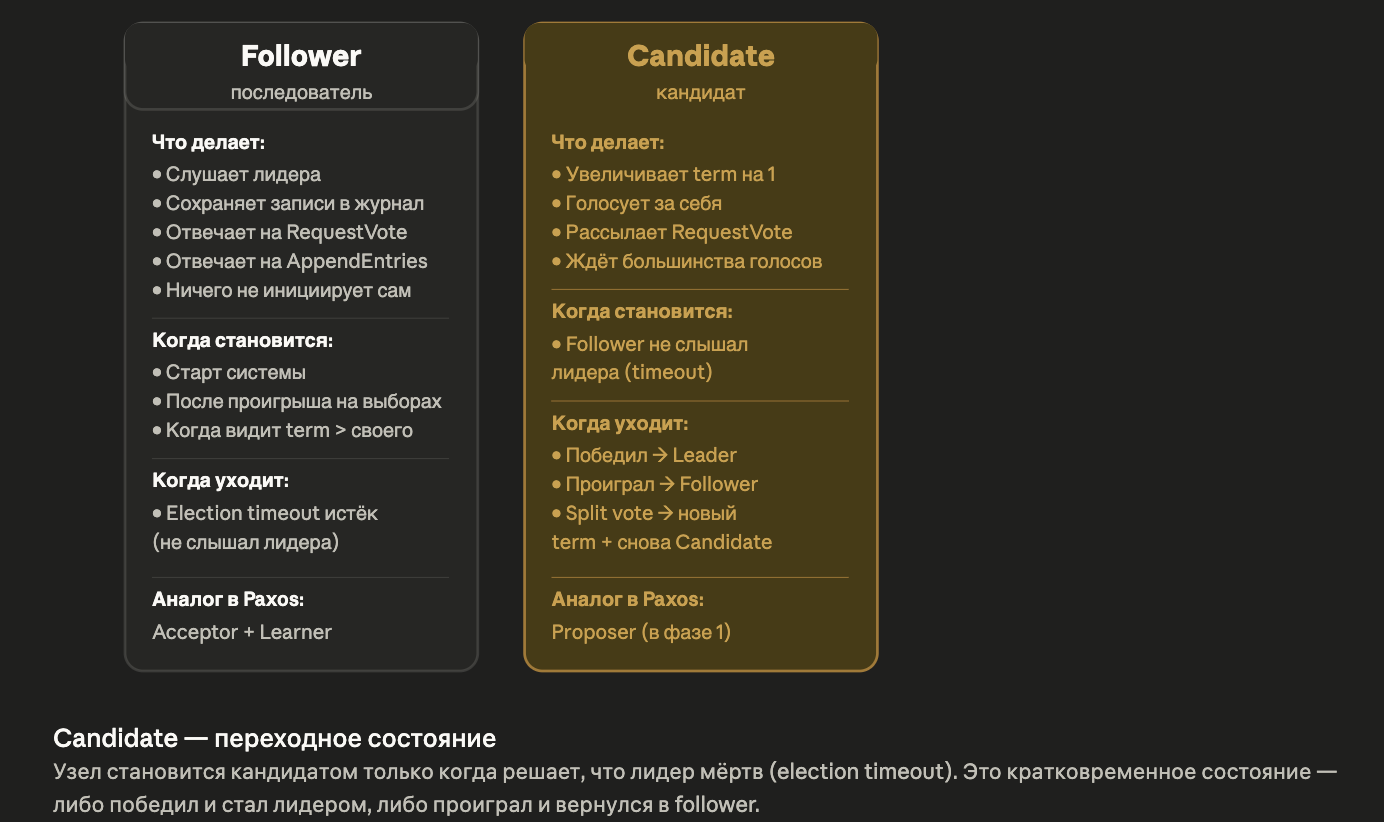 Follower
последователь
Что делает:
• Слушает лидера
• Сохраняет записи в журнал
• Отвечает на RequestVote
• Отвечает на AppendEntries
• Ничего не инициирует сам
Когда становится:
• Старт системы
• После проигрыша на выборах
• Когда видит term > своего
Когда уходит:
• Election timeout истёк
(не слышал лидера)
Аналог в Paxos:
Acceptor + Learner
Candidate
кандидат
Что делает:
• Увеличивает term на 1
• Голосует за себя
• Рассылает RequestVote
• Ждёт большинства голосов
Когда становится:
• Follower не слышал
лидера (timeout)
Когда уходит:
• Победил → Leader
• Проиграл → Follower
• Split vote → новый
term + снова Candidate
Аналог в Paxos:
Proposer (в фазе 1)
Candidate — переходное состояние
Узел становится кандидатом только когда решает, что лидер мёртв (election timeout). Это кратковременное состояние —
либо победил и стал лидером, либо проиграл и вернулся в follower.